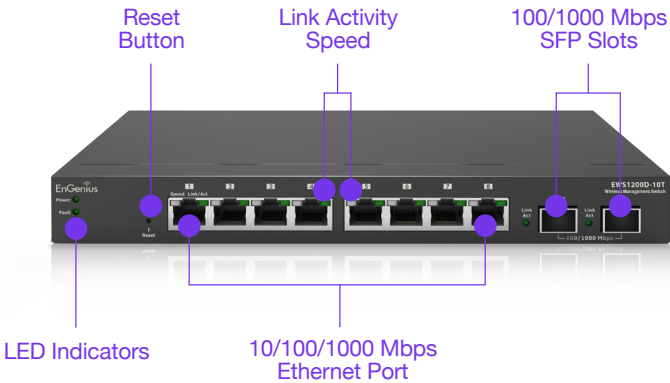 Reset
Button
Link Activity
Speed
100/1000 Mbps
SFP Slots
EnGenius
Power
Fault
Reset
Speed Link/Act
1
2
3
4
5
6
7
8
EWS1200D-10T
Wireless Management Switch
Link
Act
Link
Act
100/1000 Mbps
LED Indicators
10/100/1000 Mbps
Ethernet Port